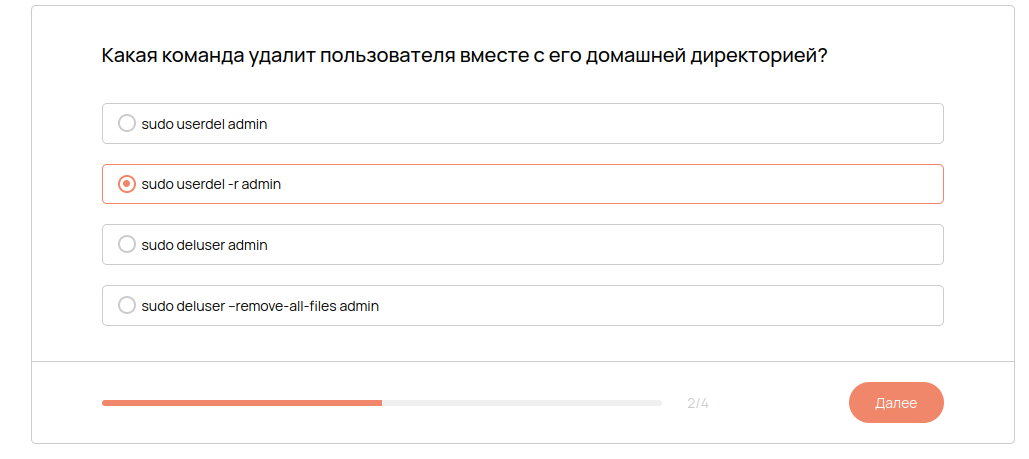 Какая команда удалит пользователя вместе с его домашней директорией?
sudo userdel admin
sudo userdel -r admin
sudo deluser admin
sudo deluser –remove-all-files admin
2/4
Далее